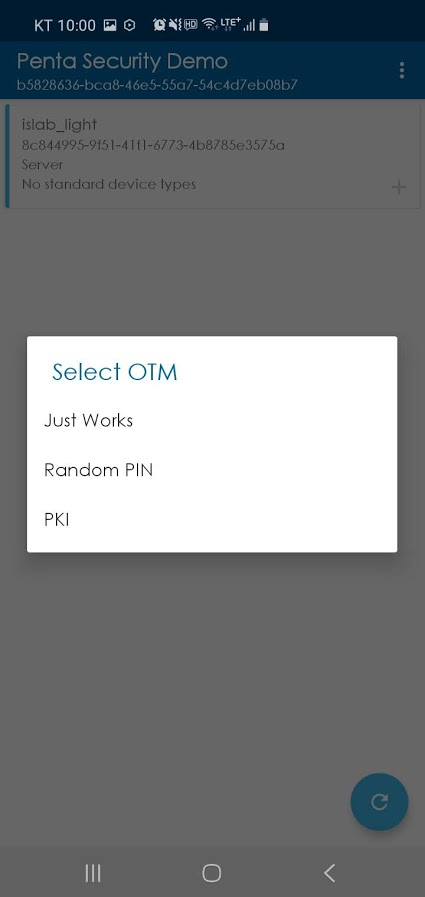 KT 10:00 HD LTE+
Penta Security Demo
b5828636-bca8-46e5-55a7-54c4d7eb08b7
islab_light
8c844995-9f51-41f1-6773-4b8785e3575a
Server
No standard device types
Select OTM
Just Works
Random PIN
PKI